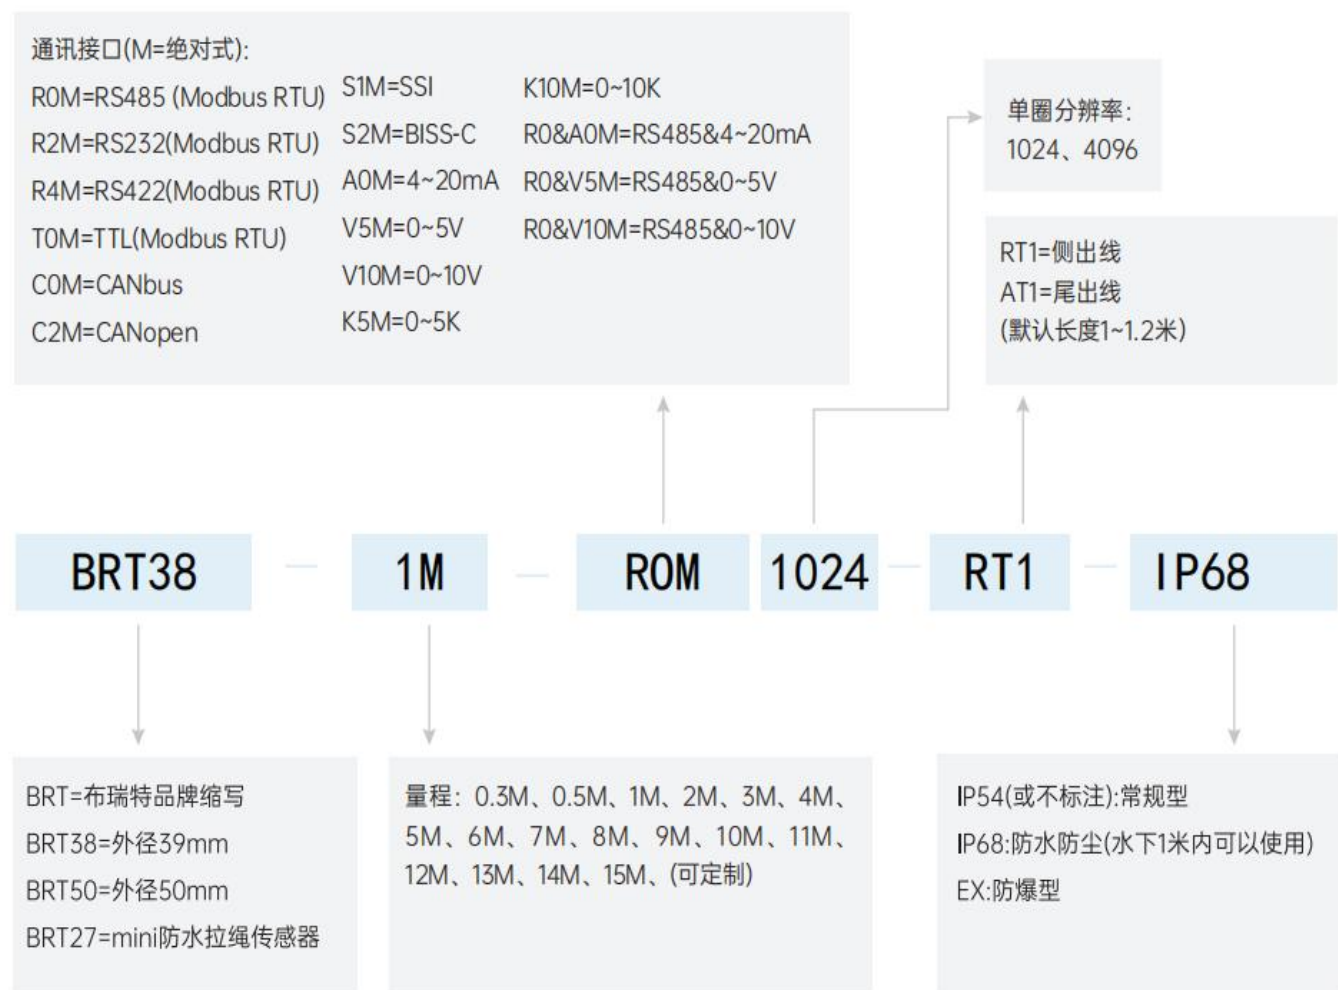 通讯接口(M=绝对式):
R0M=RS485 (Modbus RTU)
R2M=RS232(Modbus RTU)
R4M=RS422(Modbus RTU)
T0M=TTL(Modbus RTU)
C0M=CANbus
C2M=CANopen
S1M=SSI
S2M=BISS-C
A0M=4~20mA
V5M=0~5V
V10M=0~10V
K5M=0~5K
K10M=0~10K
R0&A0M=RS485&4~20mA
R0&V5M=RS485&0~5V
R0&V10M=RS485&0~10V
单圈分辨率:
1024、4096
RT1=侧出线
AT1=尾出线
(默认长度1~1.2米)
BRT38 — 1M — R0M 1024 — RT1 — IP68
BRT=布瑞特品牌缩写
BRT38=外径39mm
BRT50=外径50mm
BRT27=mini防水拉绳传感器
量程: 0.3M、0.5M、1M、2M、3M、4M、
5M、6M、7M、8M、9M、10M、11M、
12M、13M、14M、15M、(可定制)
IP54(或不标注):常规型
IP68:防水防尘(水下1米内可以使用)
EX:防爆型